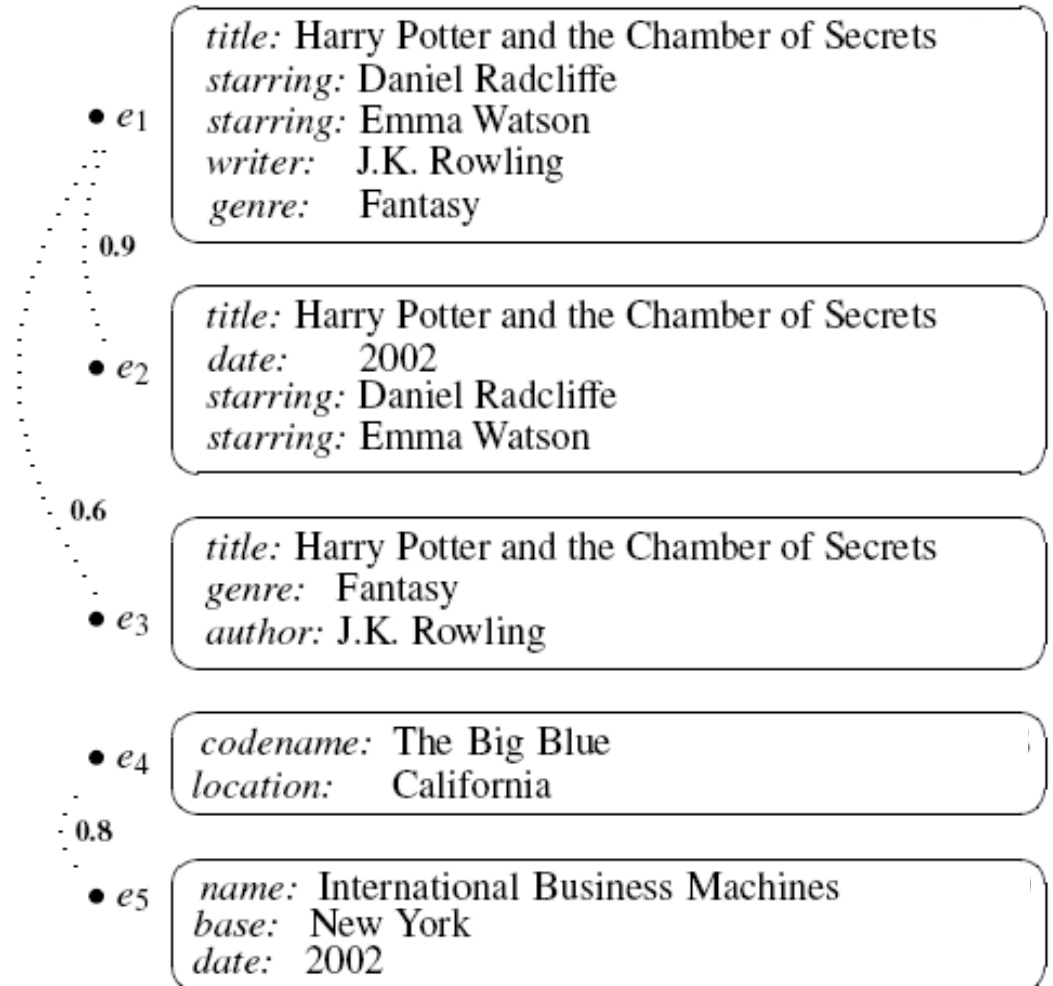 title: Harry Potter and the Chamber of Secrets
starring: Daniel Radcliffe
e1 starring: Emma Watson
writer: J.K. Rowling
genre: Fantasy
0.9
title: Harry Potter and the Chamber of Secrets
date: 2002
e2
starring: Daniel Radcliffe
starring: Emma Watson
0.6
title: Harry Potter and the Chamber of Secrets
genre: Fantasy
e3 author: J.K. Rowling
codename: The Big Blue
e4
location: California
0.8
name: International Business Machines
e5
base: New York
date: 2002